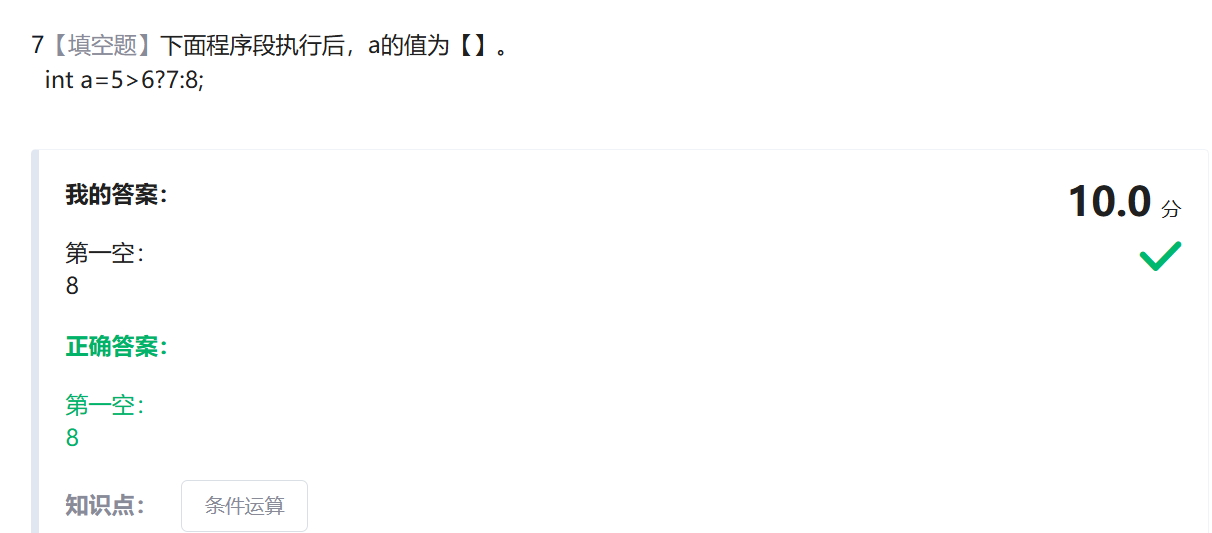 7【填空题】下面程序段执行后，a的值为【】。
int a=5>6?7:8;
我的答案：
10.0 分
第一空：
8
正确答案：
第一空：
8
知识点： 条件运算